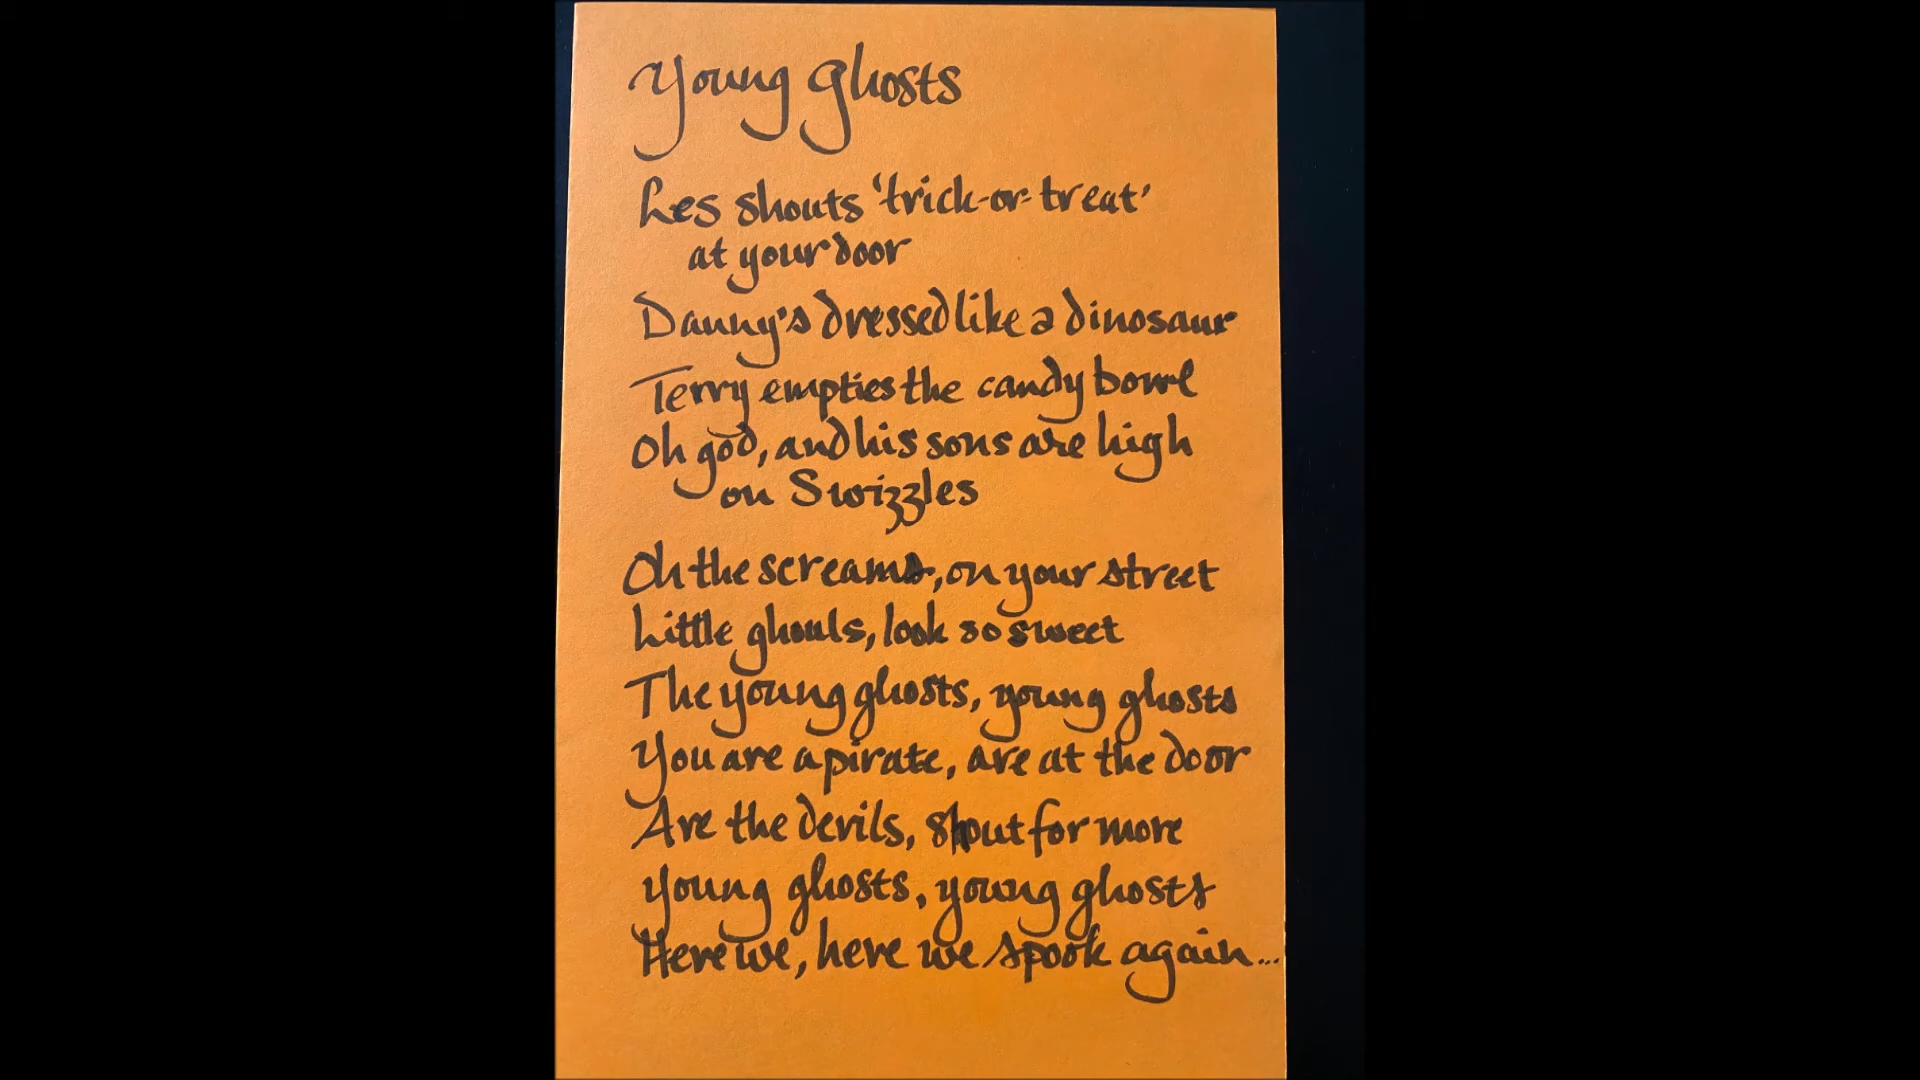 Young Ghosts
Les shouts 'trick-or-treat'
at your door
Danny's dressed like a dinosaur
Terry empties the candy bowl
Oh god, and his sons are high
on Swizzles
Oh the screams, on your street
Little ghouls, look so sweet
The young ghosts, young ghosts
You are a pirate, are at the door
Are the devils, shout for more
Young ghosts, young ghosts
Here we, here we spook again...